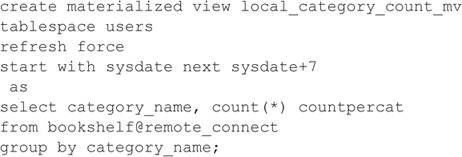 create materialized view local_category_count_mv
tablespace users
refresh force
start with sysdate next sysdate+7
 as
select category_name, count(*) countpercat
from bookshelf@remote_connect
group by category_name;